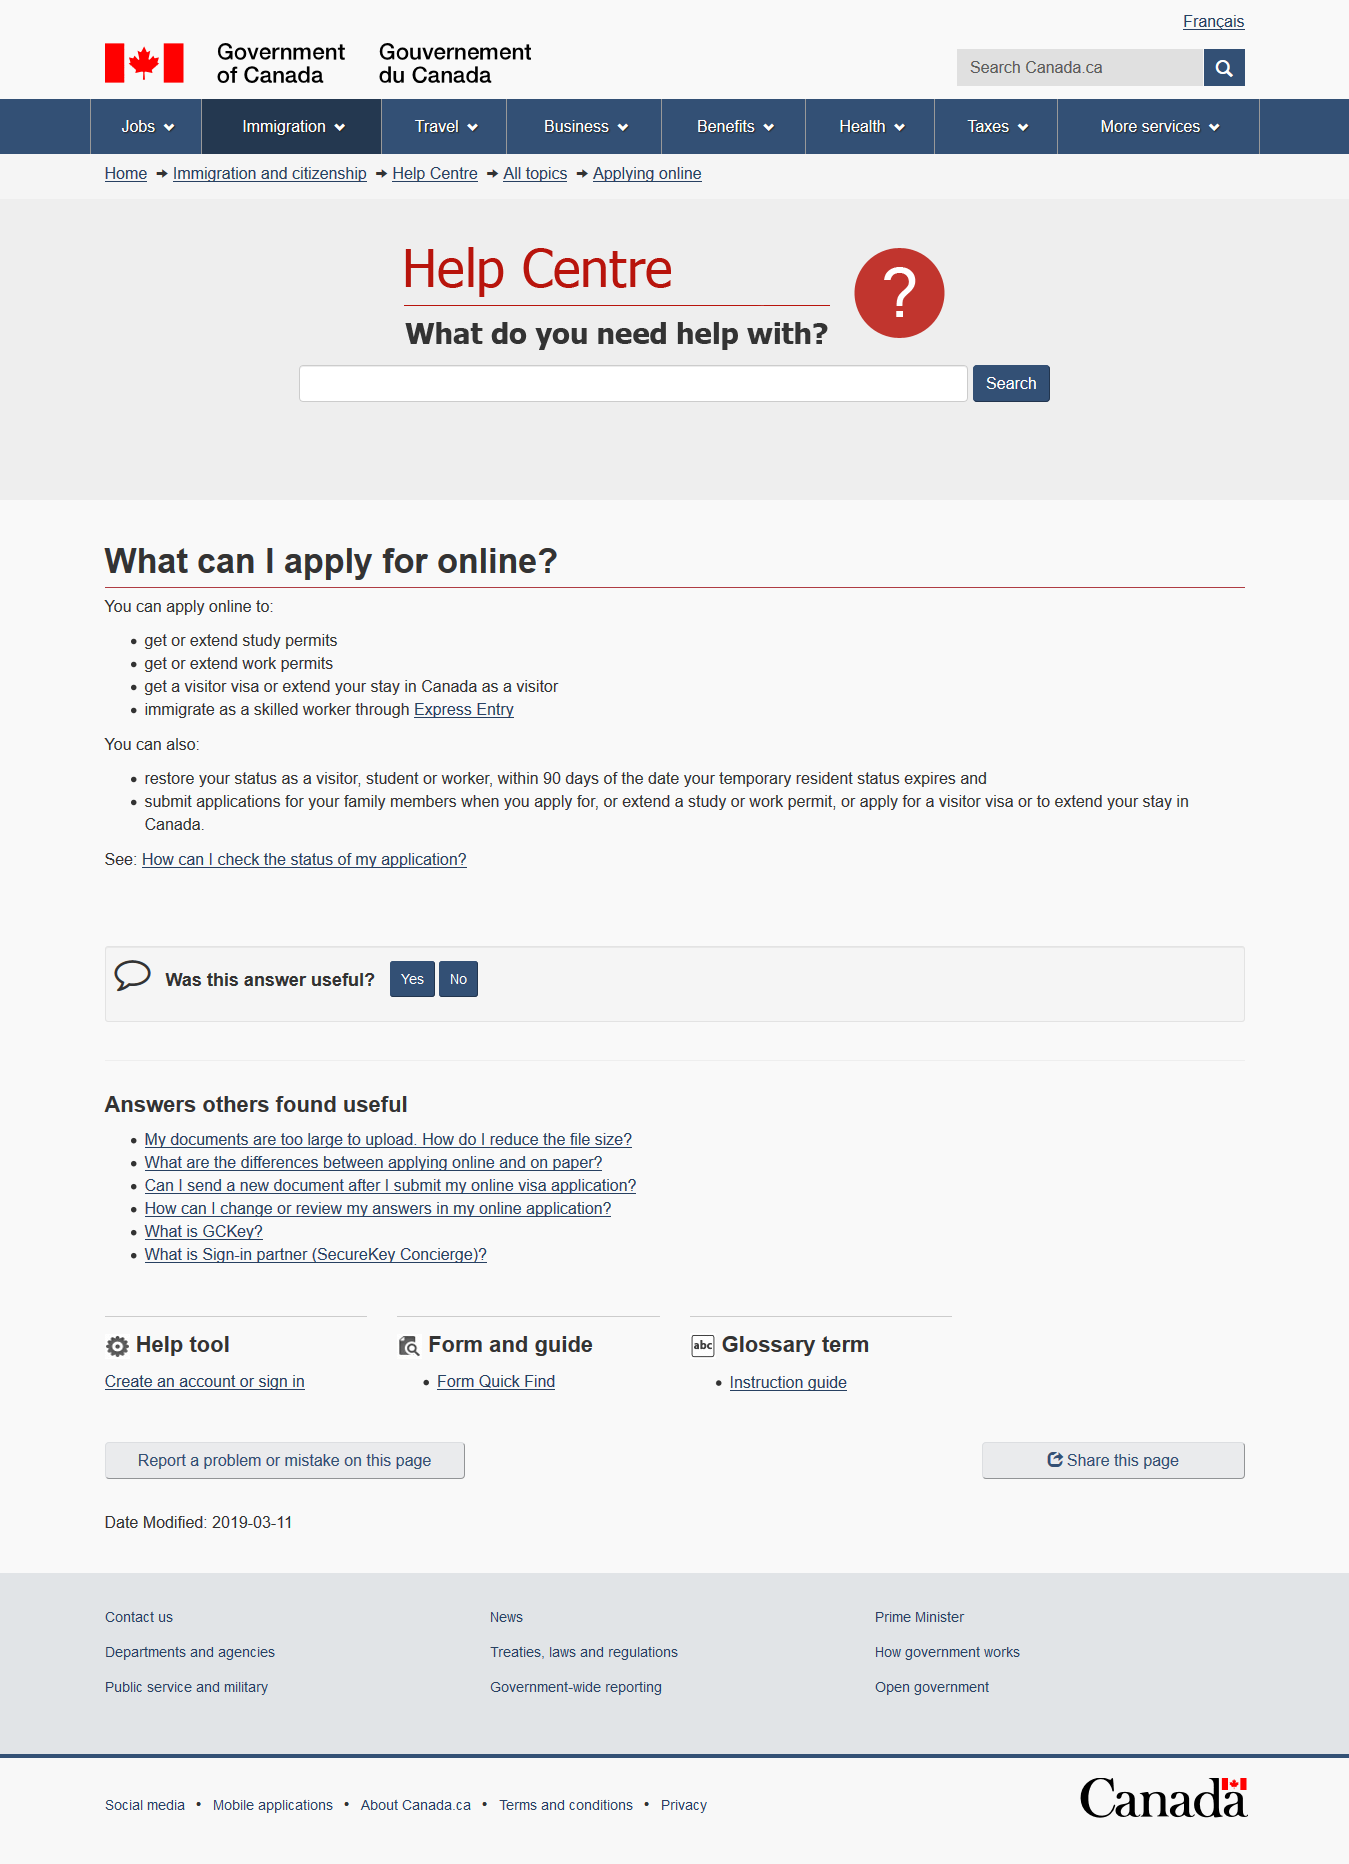 Français
Government of Canada
Gouvernement du Canada
Search Canada.ca
Jobs Immigration Travel Business Benefits Health Taxes More services
Home Immigration and citizenship Help Centre All topics Applying online
Help Centre
?
What do you need help with?
Search
What can I apply for online?
You can apply online to:
get or extend study permits
get or extend work permits
get a visitor visa or extend your stay in Canada as a visitor
immigrate as a skilled worker through Express Entry
You can also:
restore your status as a visitor, student or worker, within 90 days of the date your temporary resident status expires and
submit applications for your family members when you apply for, or extend a study or work permit, or apply for a visitor visa or to extend your stay in
Canada.
See: How can I check the status of my application?
Was this answer useful? Yes No
Answers others found useful
My documents are too large to upload. How do I reduce the file size?
What are the differences between applying online and on paper?
Can I send a new document after I submit my online visa application?
How can I change or review my answers in my online application?
What is GCKey?
What is Sign-in partner (SecureKey Concierge)?
Help tool
Create an account or sign in
Form and guide
Form Quick Find
abc Glossary term
Instruction guide
Report a problem or mistake on this page
Share this page
Date Modified: 2019-03-11
Contact us
News
Prime Minister
Departments and agencies
Treaties, laws and regulations
How government works
Public service and military
Government-wide reporting
Open government
Social media • Mobile applications • About Canada.ca • Terms and conditions • Privacy
Canada